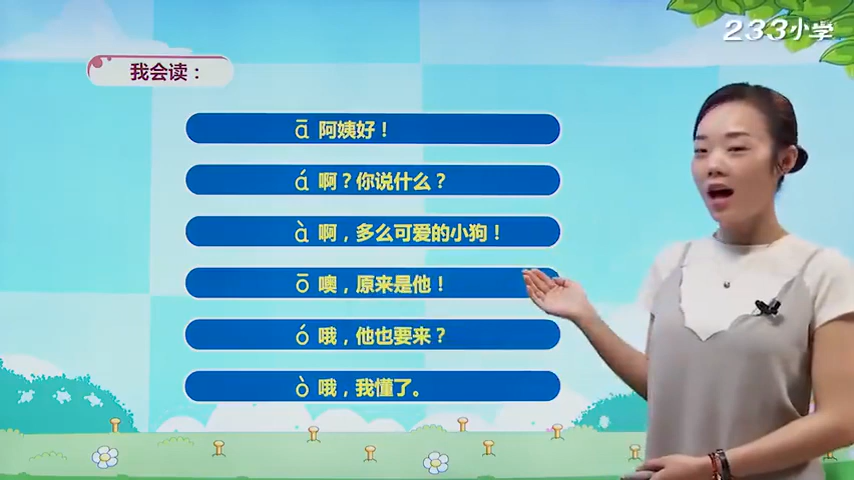 233小学
我会读：
ā 阿姨好！
á 啊？你说什么？
à 啊，多么可爱的小狗！
ō 噢，原来是他！
ó 哦，他也要来？
ò 哦，我懂了。